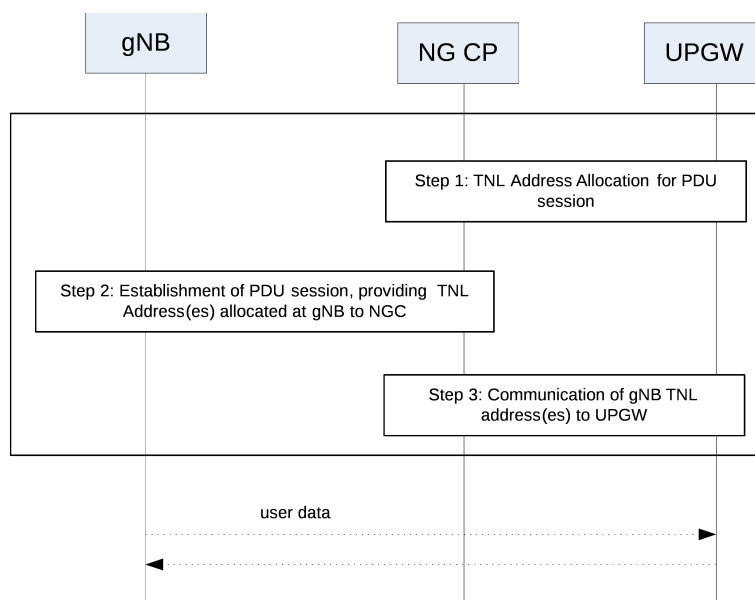 gNB
NG CP
UPGW
Step 1: TNL Address Allocation for PDU
session
Step 2: Establishment of PDU session, providing TNL
Address(es) allocated at gNB to NGC
Step 3: Communication of gNB TNL
address(es) to UPGW
user data